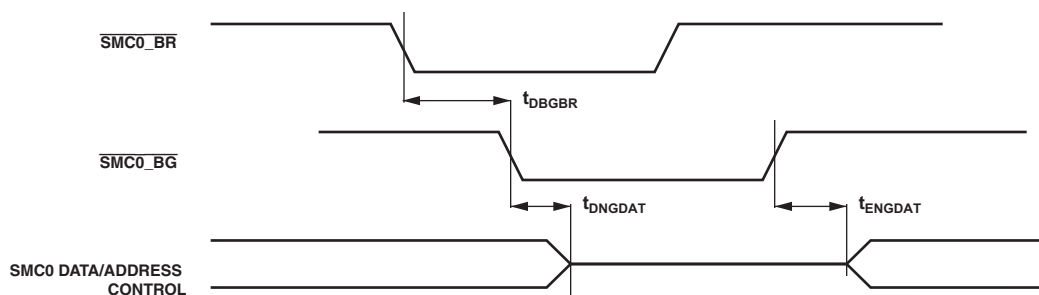 SMC0_BR
tDBGBR
SMC0_BG
tDNGDAT
tENGDAT
SMC0 DATA/ADDRESS
CONTROL